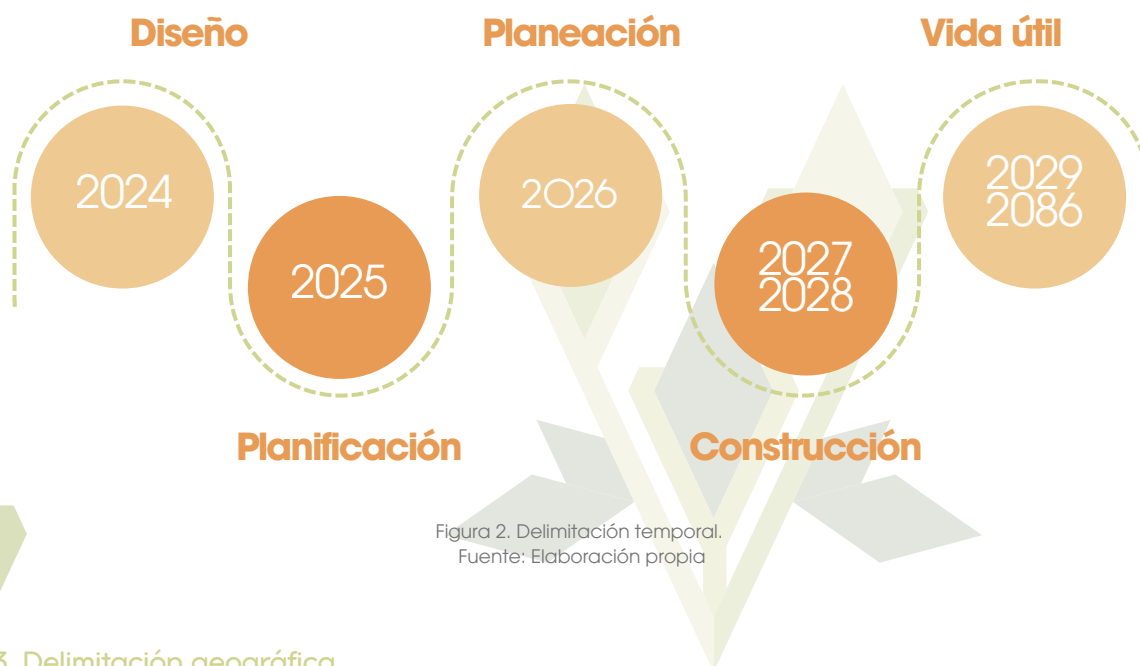 Diseño
Planeación
Vida útil
2024
2025
2026
2027
2028
2029
2086
Planificación
Construcción
Figura 2. Delimitación temporal.
Fuente: Elaboración propia
3. Delimitación geográfica